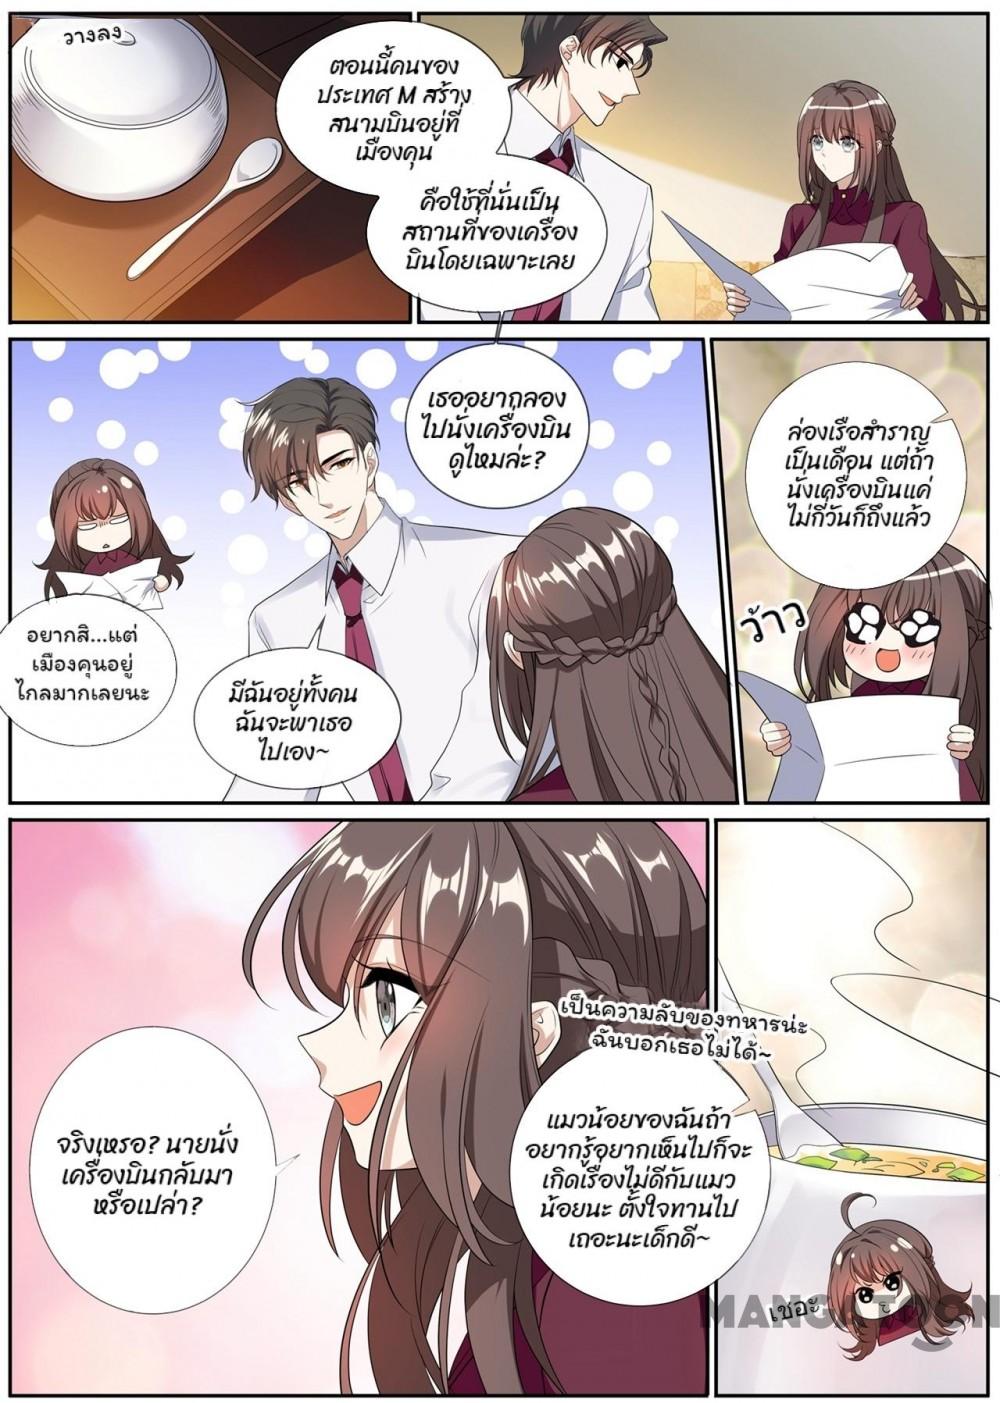 วางลง
ตอนนี้คนของ
ประเทศ M สร้าง
สนามบินอยู่ที่
เมืองคุน
คือใช้ที่นั่นเป็น
สถานที่ของเครื่อง
บินโดยเฉพาะเลย
เธออยากลอง
ไปนั่งเครื่องบิน
ดูไหมล่ะ?
อยากสิ...แต่
เมืองคุนอยู่
ไกลมากเลยนะ
มีฉันอยู่ทั้งคน
ฉันจะพาเธอ
ไปเอง~
ล่องเรือสำราญ
เป็นเดือน แต่ถ้า
นั่งเครื่องบินแค่
ไม่กี่วันก็ถึงแล้ว
ว้าว
จริงเหรอ? นายนั่ง
เครื่องบินกลับมา
หรือเปล่า?
เป็นความลับของทหารน่ะ
ฉันบอกเธอไม่ได้~
แมวน้อยของฉันถ้า
อยากรู้อยากเห็นไปก็จะ
เกิดเรื่องไม่ดีกับแมว
น้อยนะ ตั้งใจทานไป
เถอะนะเด็กดี~
เชอะ
MANGATOON